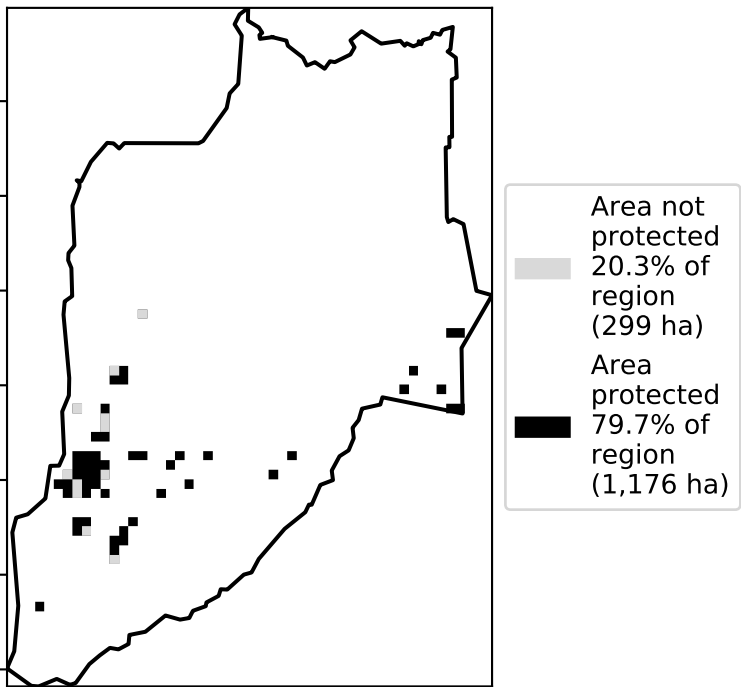 Area not
protected
20.3% of
region
(299 ha)
Area
protected
79.7% of
region
(1,176 ha)